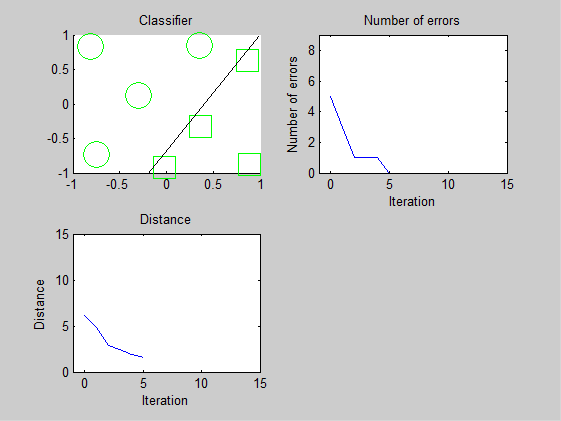 Classifier
1
0.5
0
-0.5
-1
-1 -0.5 0 0.5 1
Number of errors
Number of errors
8
6
4
2
0
0 5 10 15
Iteration
Distance
Distance
15
10
5
0
0 5 10 15
Iteration